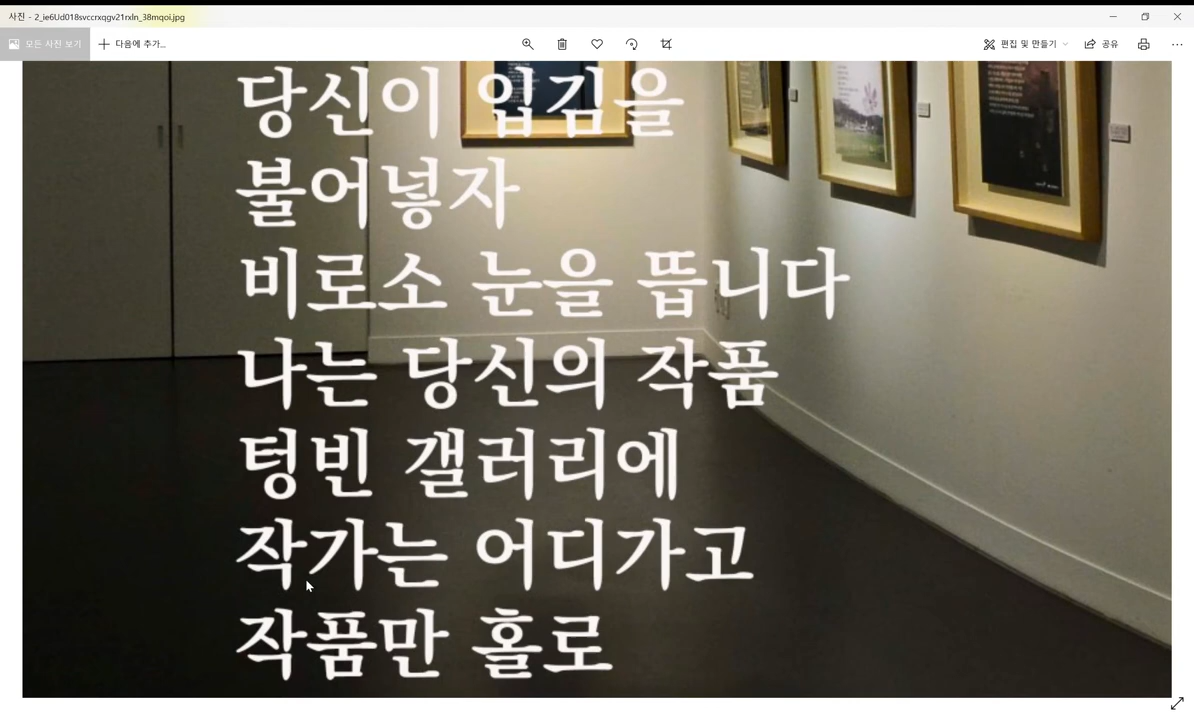 사진 - 2_ie6Ud018svccrxqgv21rxln_38mqoi.jpg
모든 사진 보기
다음에 추가...
편집 및 만들기
공유
당신이 입김을
불어넣자
비로소 눈을 뜹니다
나는 당신의 작품
텅빈 갤러리에
작가는 어디가고
작품만 홀로